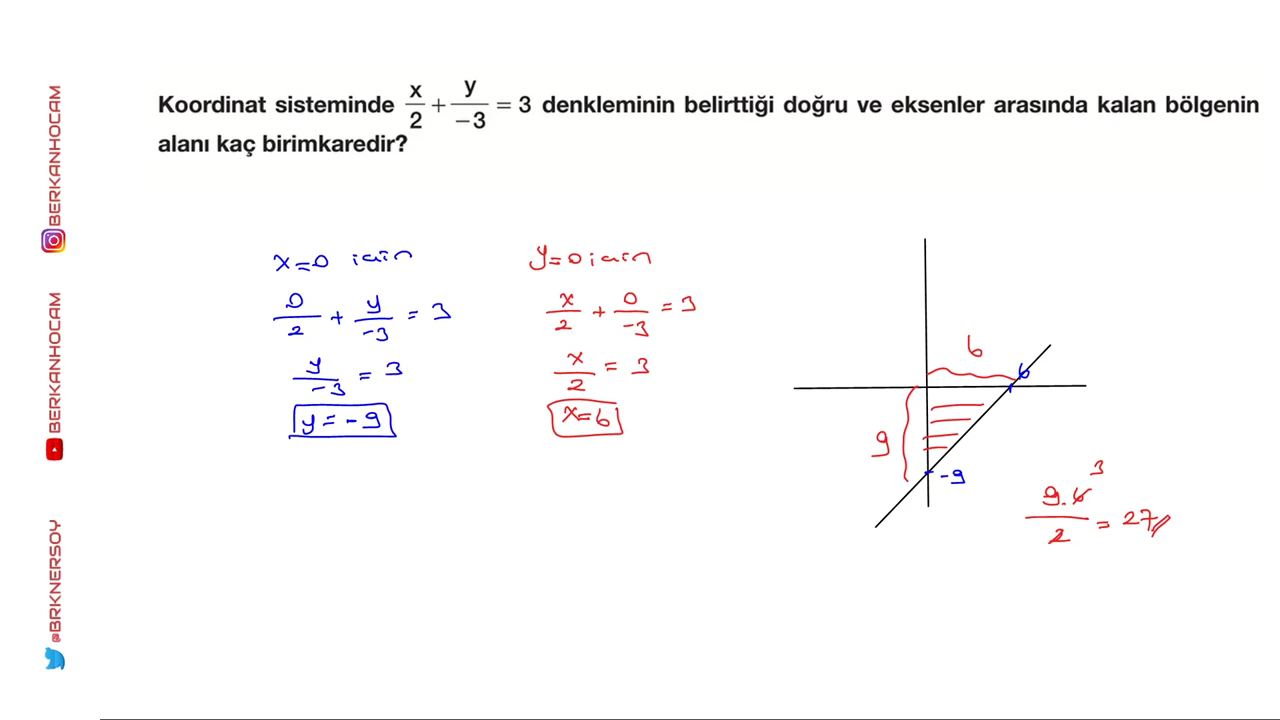 Koordinat sisteminde x/2 + y/-3 = 3 denkleminin belirttiği doğru ve eksenler arasında kalan bölgenin
alanı kaç birimkaredir?
x=0 için
0/2 + y/-3 = 3
y/-3 = 3
y = -9
y=0 için
x/2 + 0/-3 = 3
x/2 = 3
x=6
6
6
9
-9
9.6/2 = 27
3
BERKANHOCAM
BERKANHOCAM
@BRKNERSOY